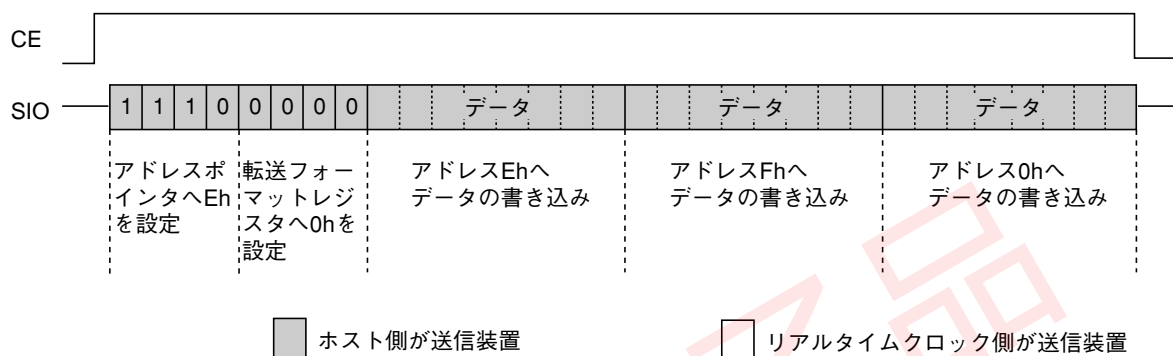 CE
SIO
1 1 1 0 0 0 0 0 データ データ データ
アドレスポ
インタへEh
を設定
転送フォー
マットレジ
スタへ0hを
設定
アドレスEhへ
データの書き込み
アドレスFhへ
データの書き込み
アドレス0hへ
データの書き込み
ホスト側が送信装置
リアルタイムクロック側が送信装置